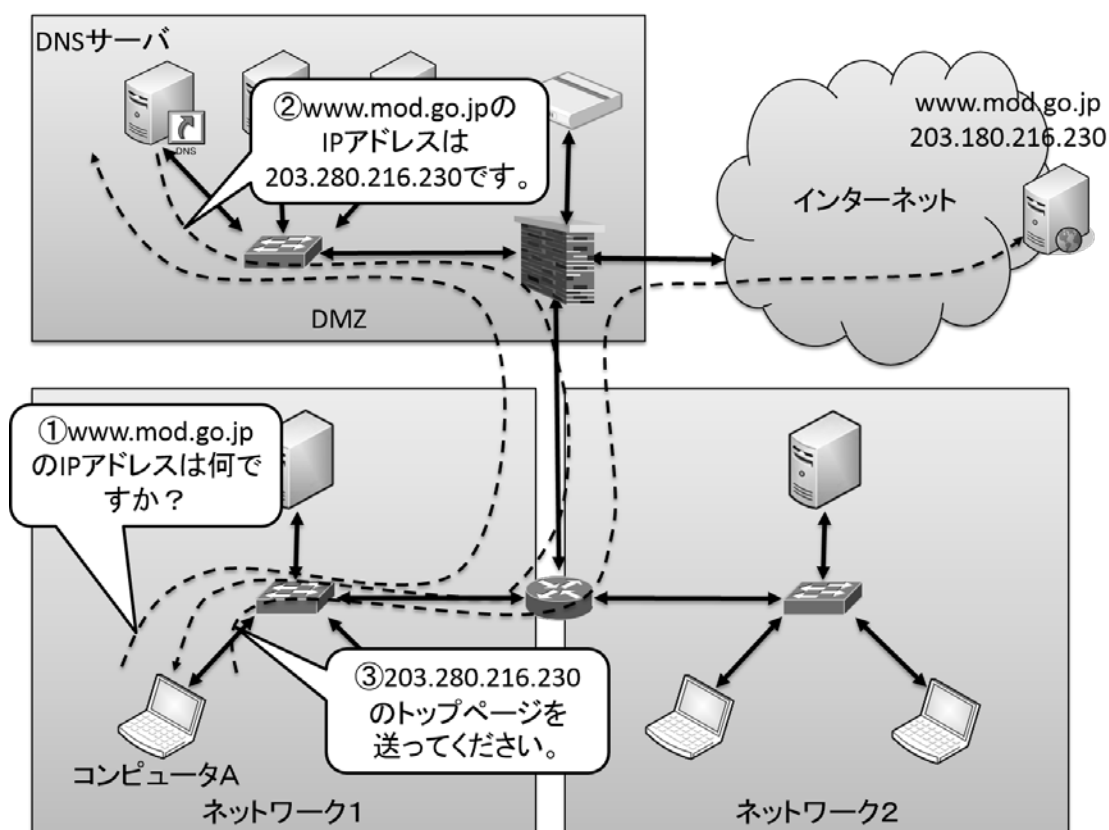 DNSサーバ
DNS
②www.mod.go.jpの
IPアドレスは
203.280.216.230です。
DMZ
www.mod.go.jp
203.180.216.230
インターネット
①www.mod.go.jp
のIPアドレスは何で
すか？
③203.280.216.230
のトップページを
送ってください。
コンピュータA
ネットワーク1
ネットワーク2